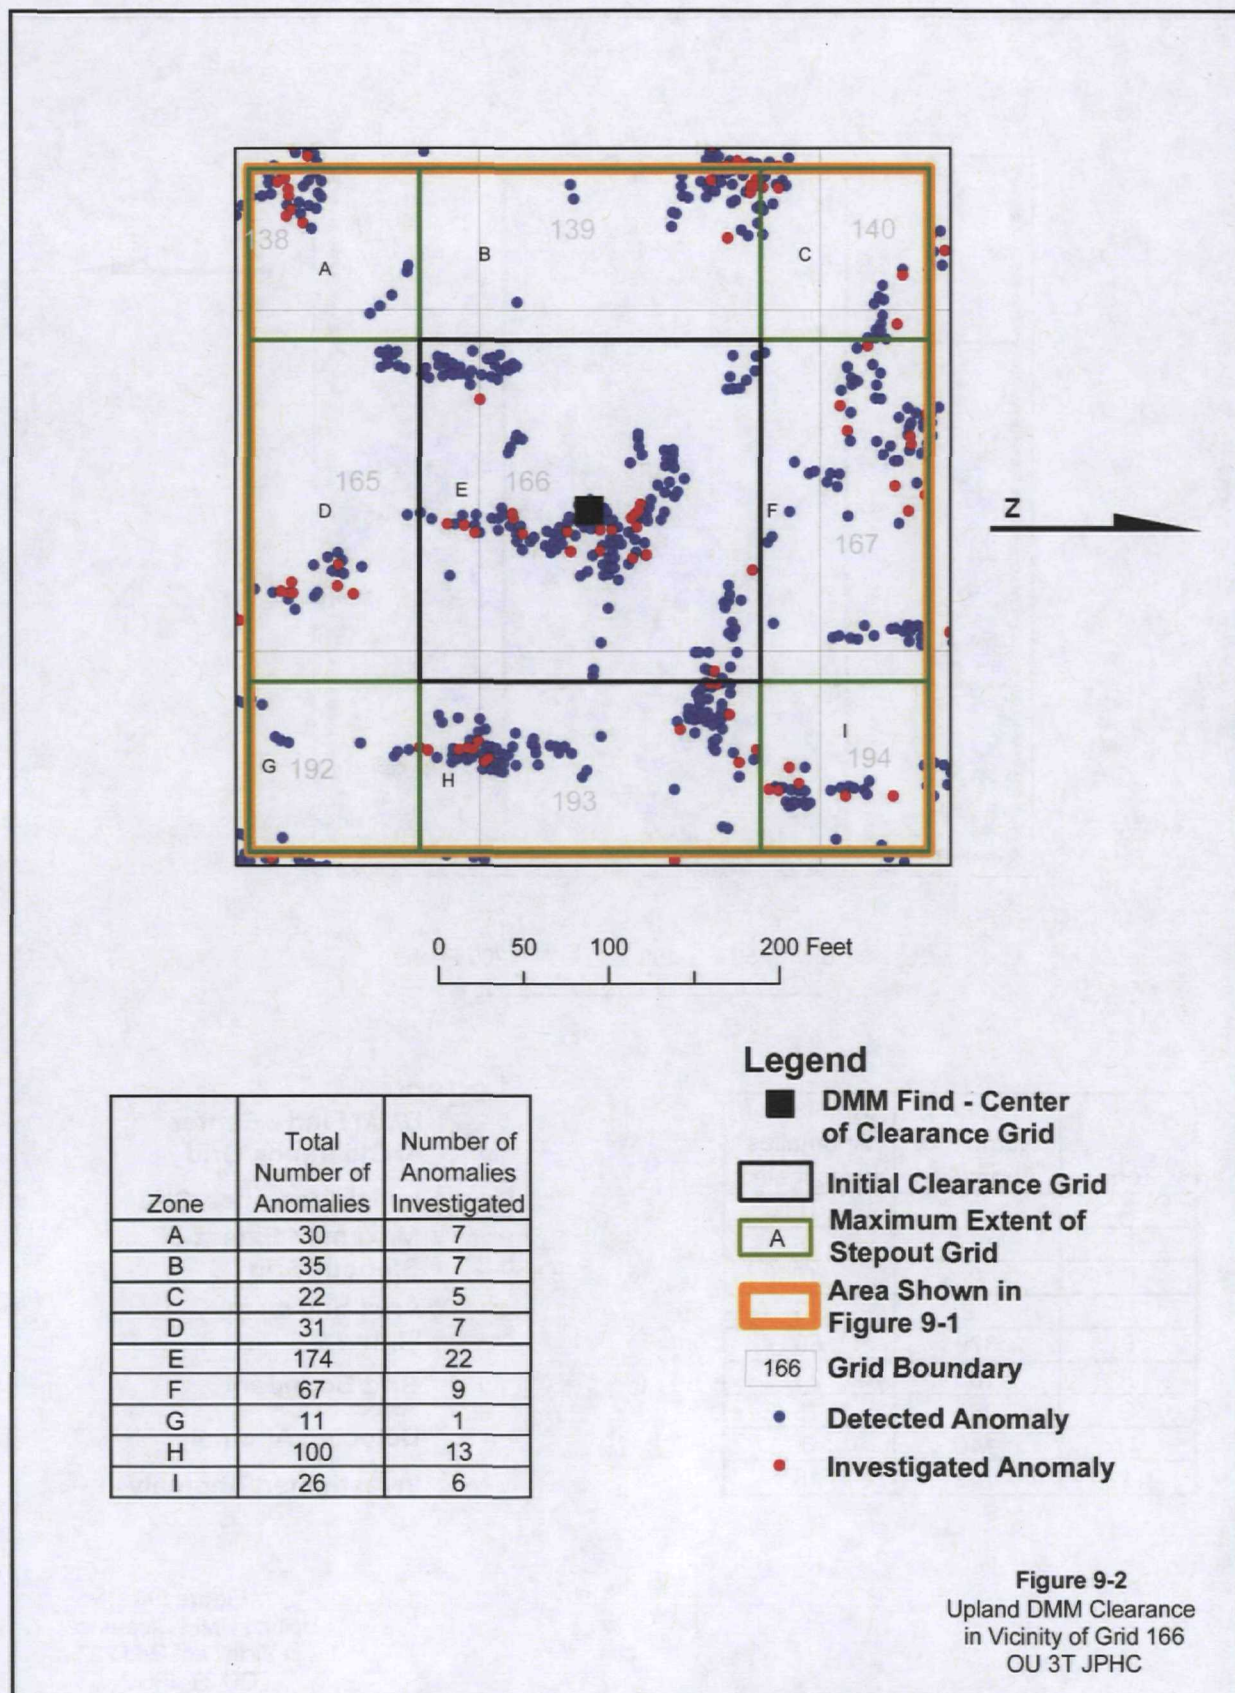 138
139
140
A
B
C
165
166
D
E
F
167
Z
G
192
H
193
I
194
0 50 100 200 Feet
Zone Total Number of Anomalies Number of Anomalies Investigated
A 30 7
B 35 7
C 22 5
D 31 7
E 174 22
F 67 9
G 11 1
H 100 13
I 26 6
Legend
DMM Find - Center
of Clearance Grid
Initial Clearance Grid
A
Maximum Extent of
Stepout Grid
Area Shown in
Figure 9-1
166 Grid Boundary
Detected Anomaly
Investigated Anomaly
Figure 9-2
Upland DMM Clearance
in Vicinity of Grid 166
OU 3T JPHC